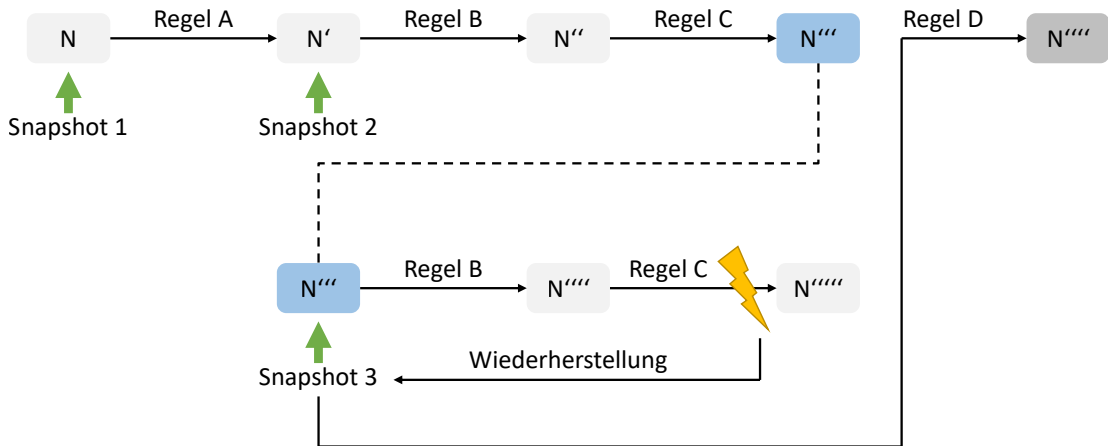 Regel A
Regel B
Regel C
Regel D
N
N‘
N‘‘
N‘‘‘
N‘‘‘‘
Snapshot 1
Snapshot 2
Regel B
Regel C
N‘‘‘
N‘‘‘‘
N‘‘‘‘‘
Wiederherstellung
Snapshot 3